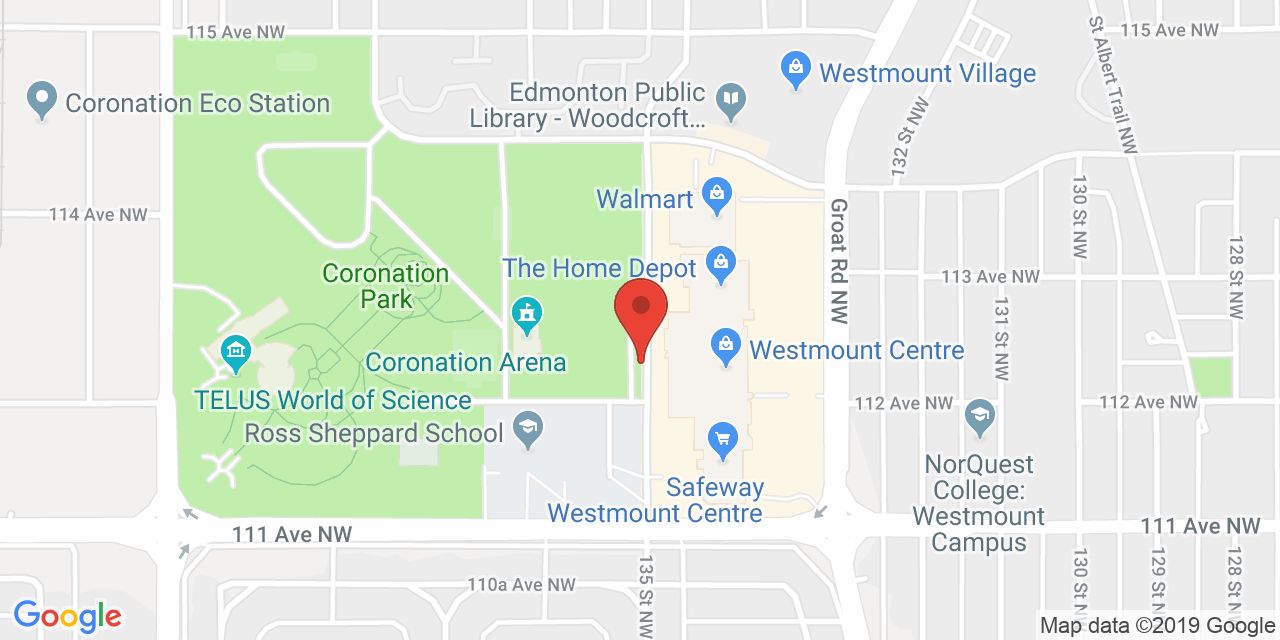 115 Ave NW
115 Ave NW
St Albert Trail NW
Westmount Village
Coronation Eco Station
Edmonton Public
Library - Woodcroft...
132 St NW
114 Ave NW
Walmart
130 St NW
Groat Rd NW
128 St NW
The Home Depot
Coronation
Park
113 Ave NW
131 St NW
Coronation Arena
Westmount Centre
TELUS World of Science
112 Ave NW
112 Ave NW
Ross Sheppard School
NorQuest
College:
Westmount
Campus
Safeway
Westmount Centre
111 Ave NW
111 Ave NW
110a Ave NW
135 St NW
130 St NW
129 St NW
128 St NW
Google
Map data ©2019 Google